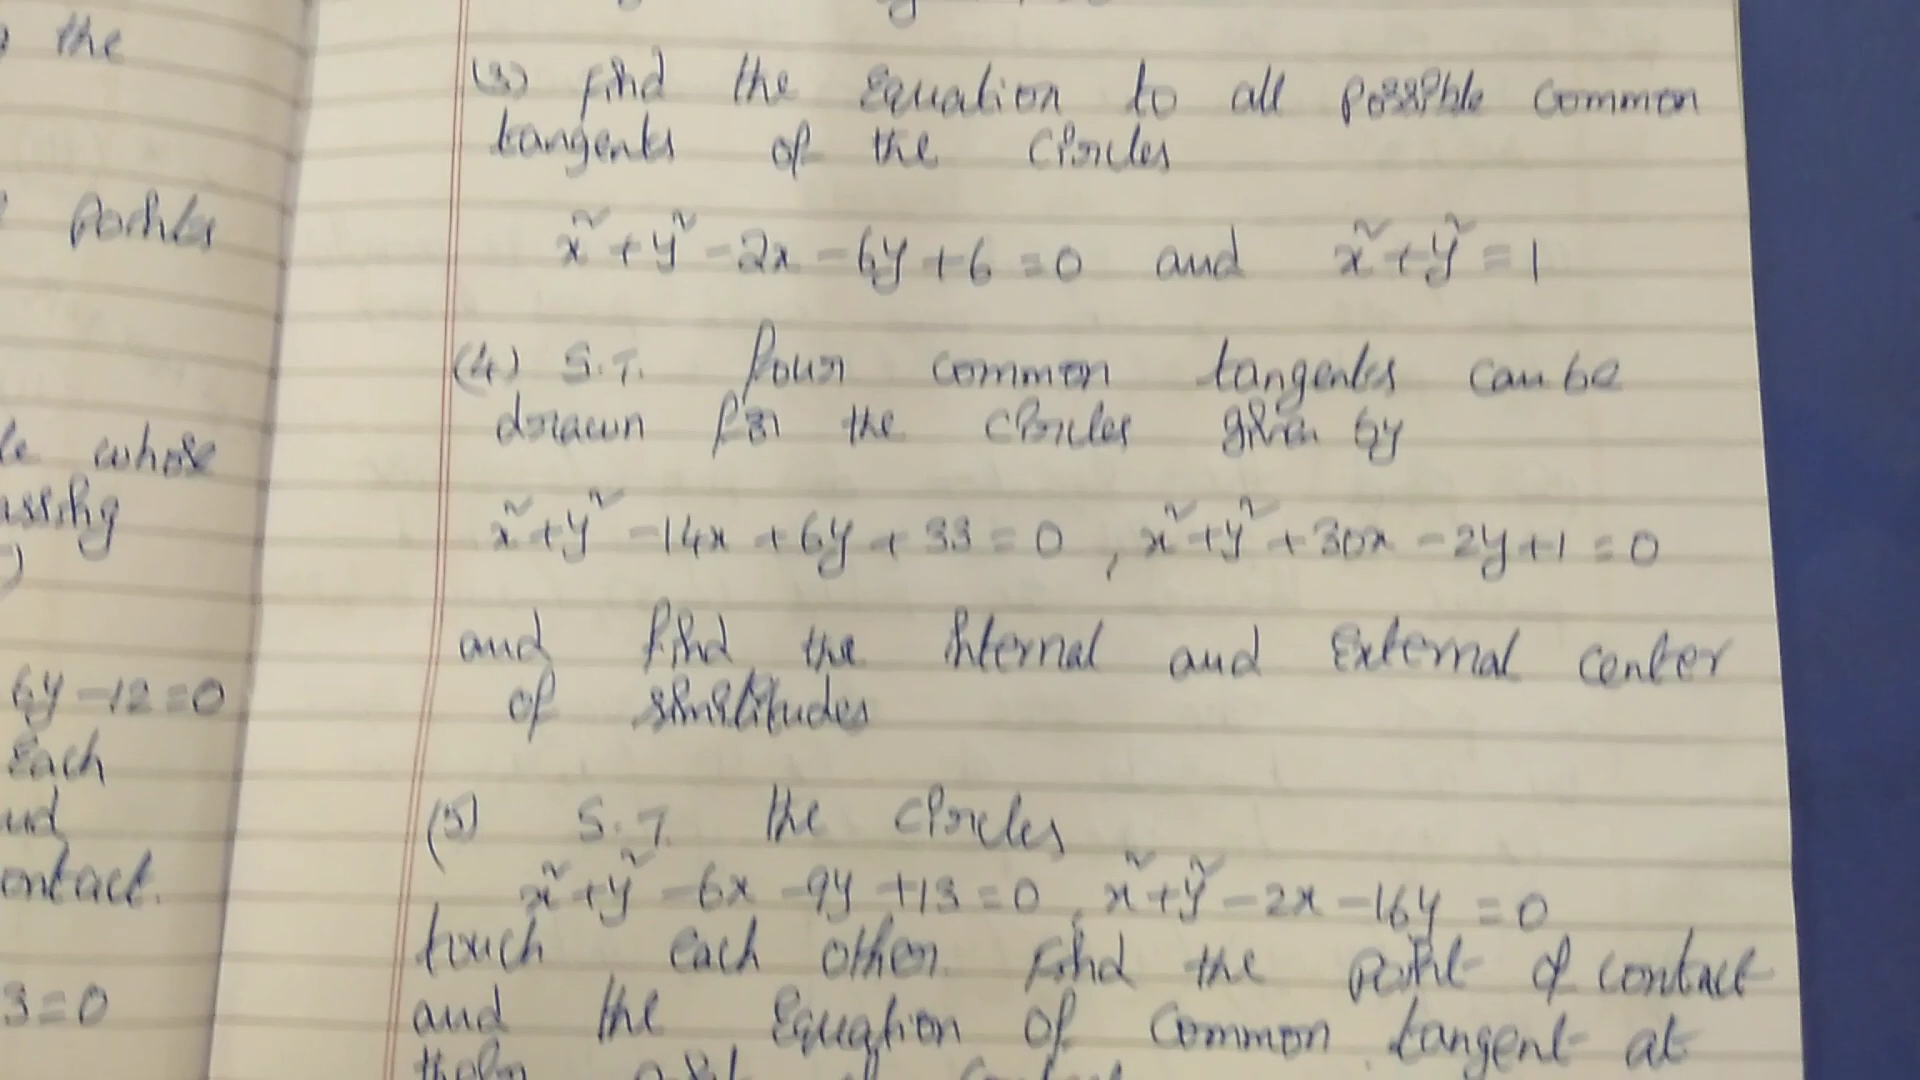 the
(3) Find the Equation to all possible common
tangents of the circles
points
x² + y² - 2x - 6y + 6 = 0 and x² + y² = 1
(4) S.T. four common tangents can be
drawn for the circles given by
whose
x² + y² - 14x + 6y + 33 = 0 , x² + y² + 30x - 2y + 1 = 0
and find the internal and External center
of similitudes
6y - 12 = 0
Each
(5) S.T. the circles
x² + y² - 6x - 9y + 13 = 0 , x² + y² - 2x - 16y = 0
touch each other. Find the point of contact
and the Equation of common tangent at
3 = 0